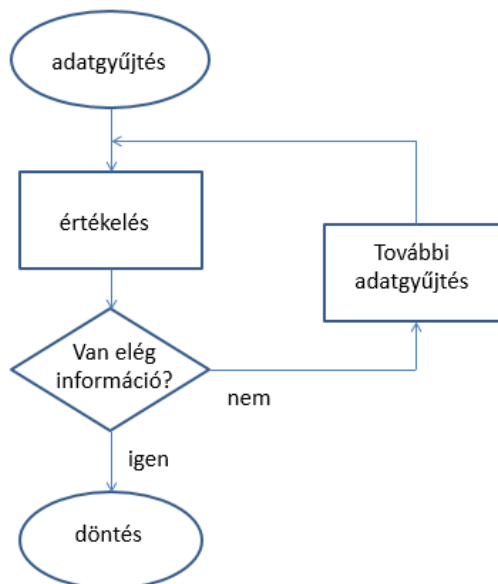 adatgyűjtés
értékelés
További
adatgyűjtés
Van elég
információ?
nem
igen
döntés